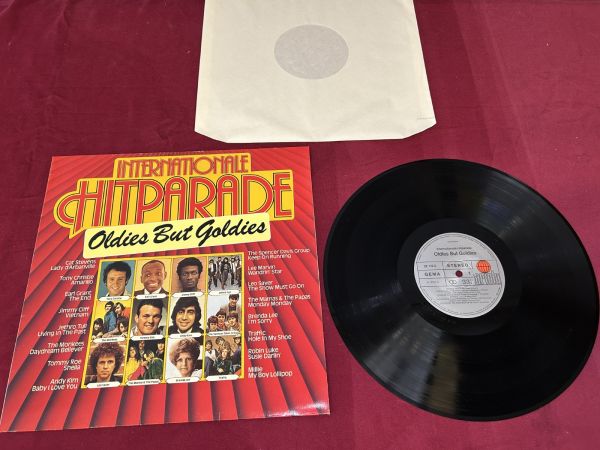 INTERNATIONALE
HITPARADE
Oldies But Goldies
Cat Stevens
Lady d'Arbanville
Tony Christie
Amarillo
Earl Grant
The End
Jimmy Cliff
Vietnam
Jethro Tull
Living In The Past
The Monkees
Daydream Believer
Tommy Roe
Sheila
Andy Kim
Baby I Love You
The Spencer Davis Group
Keep On Running
Lee Marvin
Wandrin' Star
Leo Sayer
The Show Must Go On
The Mamas & The Papas
Monday Monday
Brenda Lee
I'm Sorry
Traffic
Hole In My Shoe
Robin Luke
Susie Darlin'
Millie
My Boy Lollipop
Internationale Hitparade
Oldies But Goldies
STEREO
GEMA